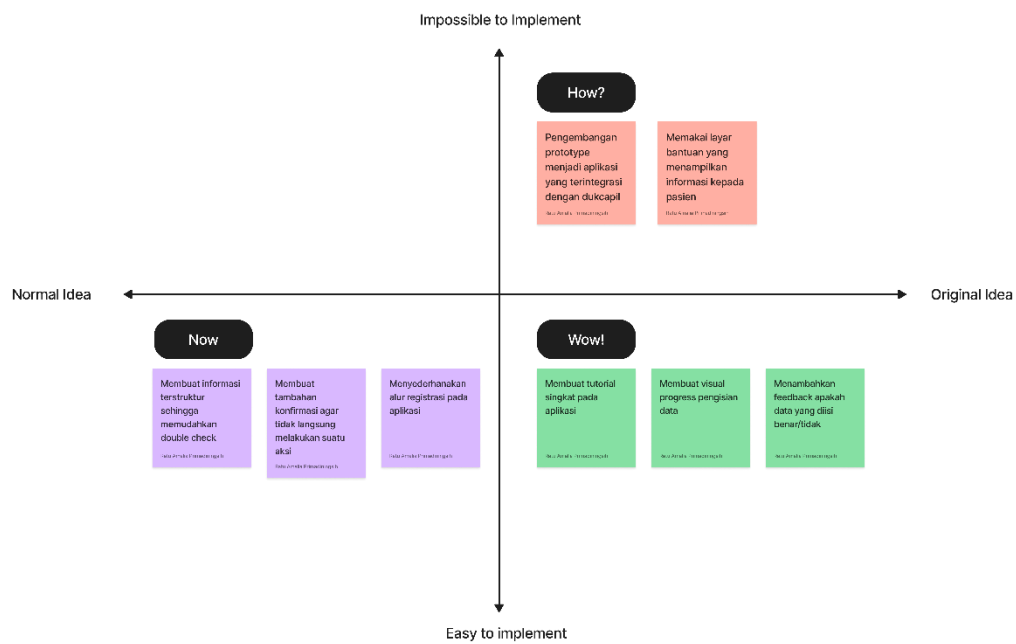 Impossible to Implement
How?
Pengembangan
prototype
menjadi aplikasi
yang terintegrasi
dengan dukcapil
Memakai layar
bantuan yang
menampilkan
informasi kepada
pasien
Normal Idea
Original Idea
Now
Membuat informasi
terstruktur
sehingga
memudahkan
double check
Membuat
tambahan
konfirmasi agar
tidak langsung
melakukan suatu
aksi
Menyederhanakan
alur registrasi pada
aplikasi
Wow!
Membuat tutorial
singkat pada
aplikasi
Membuat visual
progress pengisian
data
Menambahkan
feedback apakah
data yang diisi
benar/tidak
Easy to implement